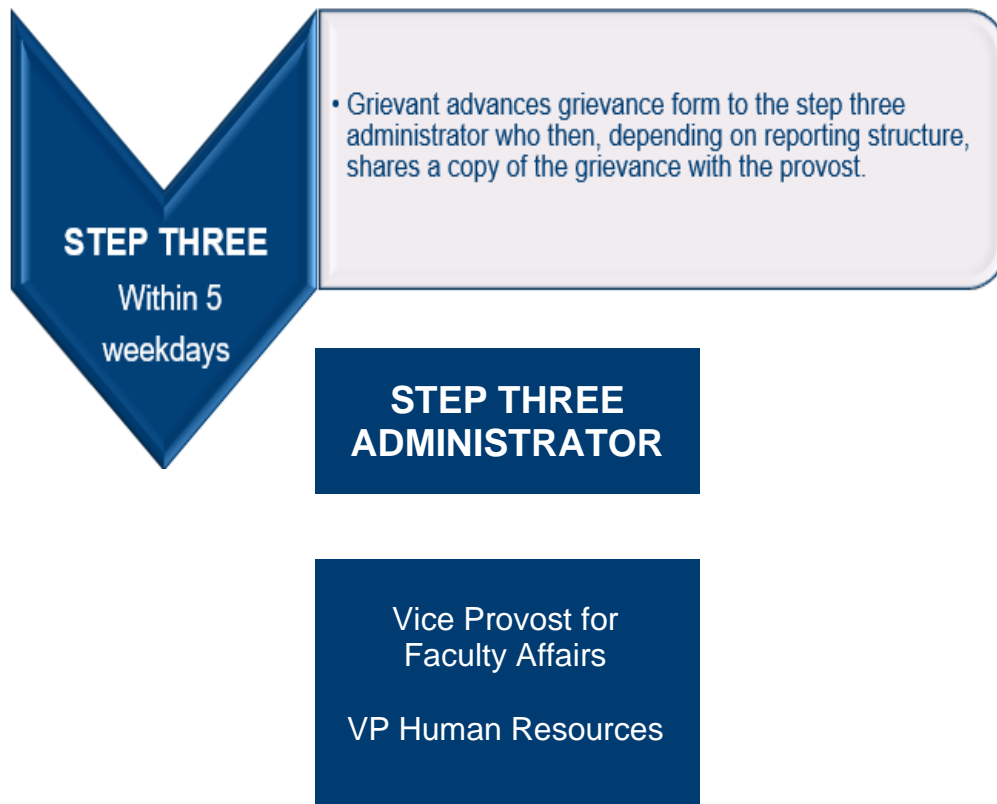 • Grievant advances grievance form to the step three
administrator who then, depending on reporting structure,
shares a copy of the grievance with the provost.
STEP THREE
Within 5
weekdays
STEP THREE
ADMINISTRATOR
Vice Provost for
Faculty Affairs
VP Human Resources